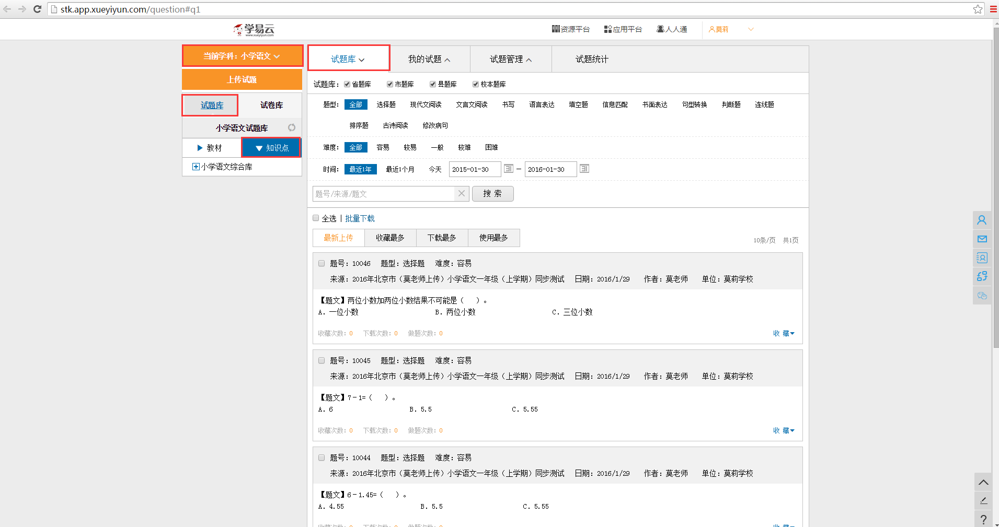 stk.app.xueyiyun.com/question#q1
学易云
www.xueyiyun.com
资源平台 应用平台 人人通 莫莉
当前学科：小学语文
上传试题
试题库 试卷库
小学语文试题库
教材 知识点
小学语文综合库
试题库 我的试题 试题管理 试题统计
试题库： 省题库 市题库 县题库 校本题库
题型： 全部 选择题 现代文阅读 文言文阅读 书写 语言表达 填空题 信息匹配 书面表达 句型转换 判断题 连线题
排序题 古诗阅读 修改病句
难度： 全部 容易 较易 一般 较难 困难
时间： 最近1年 最近1个月 今天 2015-01-30 31 — 2016-01-30 31
题号/来源/题文 搜 索
全选 | 批量下载
最新上传 收藏最多 下载最多 使用最多
10条/页 共1页
题号：10046 题型：选择题 难度：容易
来源：2016年北京市（莫老师上传）小学语文一年级（上学期）同步测试 日期：2016/1/29 作者：莫老师 单位：莫莉学校
【题文】两位小数加两位小数结果不可能是（ ）。
A. 一位小数 B. 两位小数 C. 三位小数
收藏次数：0 下载次数：0 做题次数：0 收 藏
题号：10045 题型：选择题 难度：容易
来源：2016年北京市（莫老师上传）小学语文一年级（上学期）同步测试 日期：2016/1/29 作者：莫老师 单位：莫莉学校
【题文】7－1=（ ）。
A. 6 B. 5.5 C. 5.55
收藏次数：0 下载次数：0 做题次数：0 收 藏
题号：10044 题型：选择题 难度：容易
来源：2016年北京市（莫老师上传）小学语文一年级（上学期）同步测试 日期：2016/1/29 作者：莫老师 单位：莫莉学校
【题文】6－1.45=（ ）。
A. 4.55 B. 5.5 C. 5.55